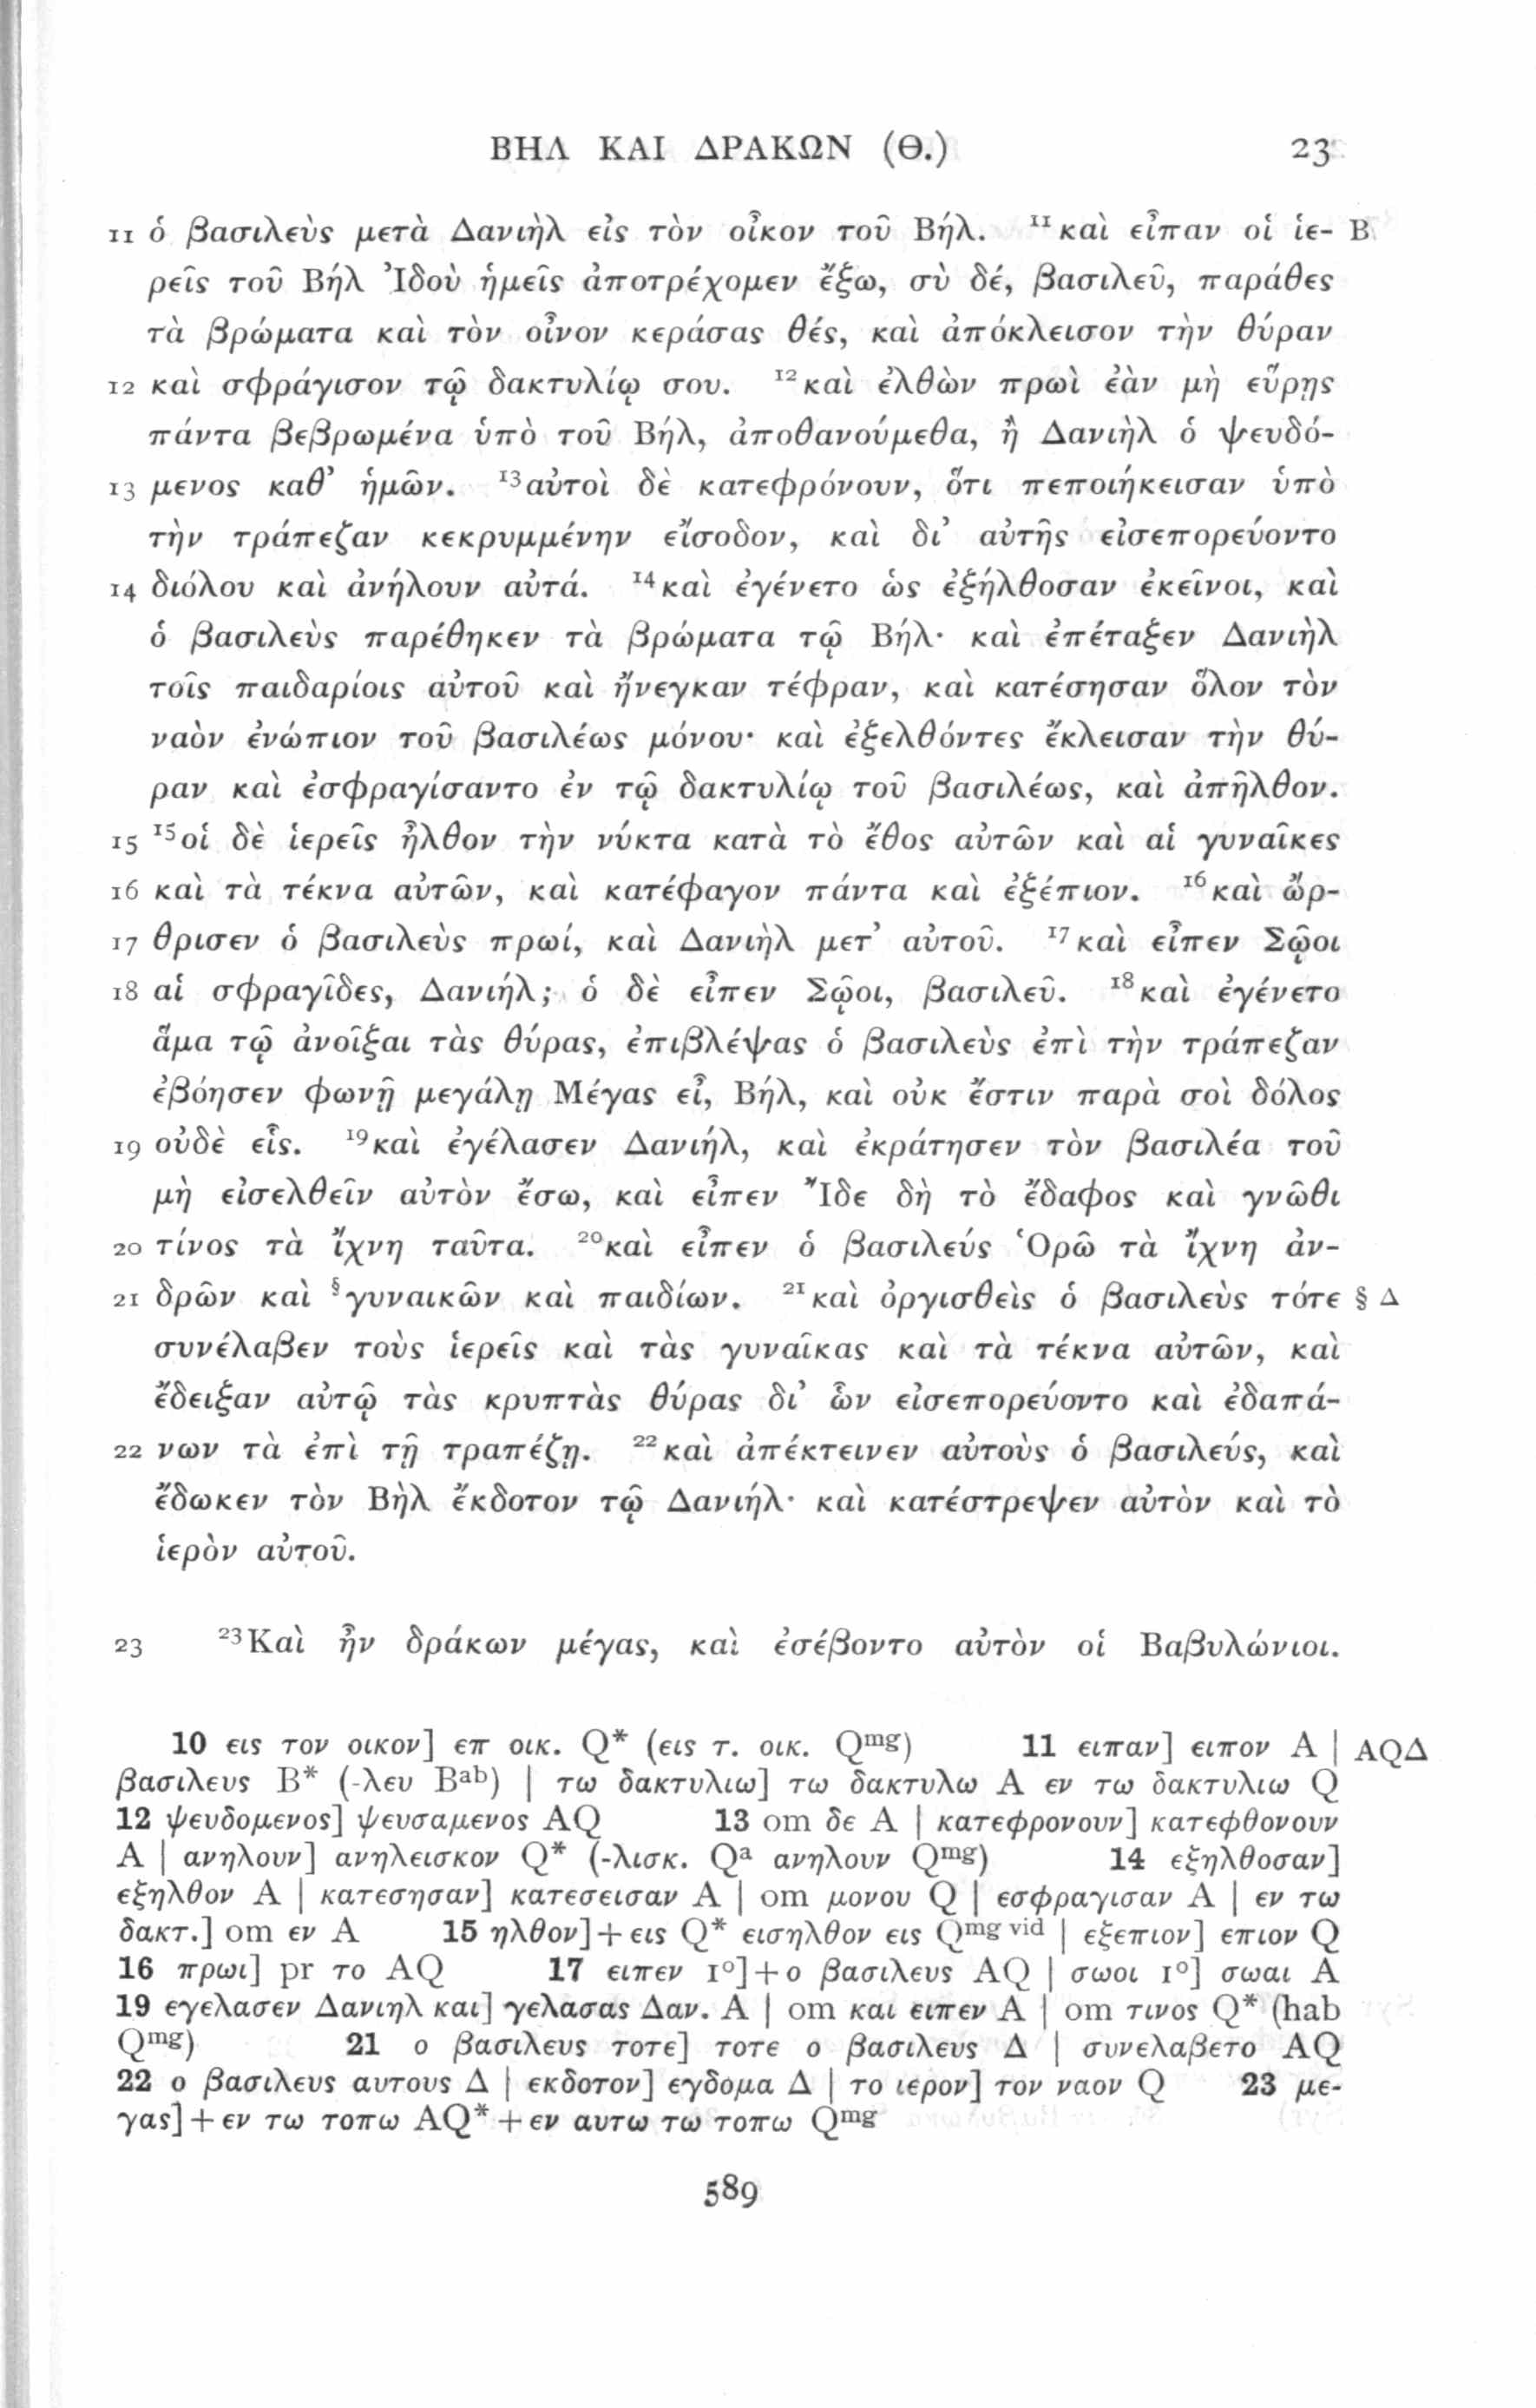 ΒΗΛ ΚΑΙ ΔΡΑΚΩΝ (Θ.) 23
11 ὁ βασιλεὺς μετὰ Δανιὴλ εἰς τὸν οἶκον τοῦ Βήλ. ¹¹καὶ εἶπαν οἱ ἱε- B
ρεῖς τοῦ Βήλ Ἰδοὺ ἡμεῖς ἀποτρέχομεν ἔξω, σὺ δέ, βασιλεῦ, παράθες
τὰ βρώματα καὶ τὸν οἶνον κεράσας θές, καὶ ἀπόκλεισον τὴν θύραν
12 καὶ σφράγισον τῷ δακτυλίῳ σου. ¹²καὶ ἐλθὼν πρωὶ ἐὰν μὴ εὕρῃς
πάντα βεβρωμένα ὑπὸ τοῦ Βήλ, ἀποθανούμεθα, ἢ Δανιὴλ ὁ ψευδό-
13 μενος καθ’ ἡμῶν. ¹³αὐτοὶ δὲ κατεφρόνουν, ὅτι πεποιήκεισαν ὑπὸ
τὴν τράπεζαν κεκρυμμένην εἴσοδον, καὶ δι’ αὐτῆς εἰσεπορεύοντο
14 διόλου καὶ ἀνήλουν αὐτά. ¹⁴καὶ ἐγένετο ὡς ἐξήλθοσαν ἐκεῖνοι, καὶ
ὁ βασιλεὺς παρέθηκεν τὰ βρώματα τῷ Βήλ· καὶ ἐπέταξεν Δανιὴλ
τοῖς παιδαρίοις αὐτοῦ καὶ ἤνεγκαν τέφραν, καὶ κατέσησαν ὅλον τὸν
ναὸν ἐνώπιον τοῦ βασιλέως μόνου· καὶ ἐξελθόντες ἔκλεισαν τὴν θύ-
ραν καὶ ἐσφραγίσαντο ἐν τῷ δακτυλίῳ τοῦ βασιλέως, καὶ ἀπῆλθον.
15 ¹⁵οἱ δὲ ἱερεῖς ἦλθον τὴν νύκτα κατὰ τὸ ἔθος αὐτῶν καὶ αἱ γυναῖκες
16 καὶ τὰ τέκνα αὐτῶν, καὶ κατέφαγον πάντα καὶ ἐξέπιον. ¹⁶καὶ ὤρ-
17 θρισεν ὁ βασιλεὺς πρωί, καὶ Δανιὴλ μετ’ αὐτοῦ. ¹⁷καὶ εἶπεν Σῷοι
18 αἱ σφραγῖδες, Δανιήλ; ὁ δὲ εἶπεν Σῷοι, βασιλεῦ. ¹⁸καὶ ἐγένετο
ἅμα τῷ ἀνοῖξαι τὰς θύρας, ἐπιβλέψας ὁ βασιλεὺς ἐπὶ τὴν τράπεζαν
ἐβόησεν φωνῇ μεγάλῃ Μέγας εἶ, Βήλ, καὶ οὐκ ἔστιν παρὰ σοὶ δόλος
19 οὐδὲ εἷς. ¹⁹καὶ ἐγέλασεν Δανιήλ, καὶ ἐκράτησεν τὸν βασιλέα τοῦ
μὴ εἰσελθεῖν αὐτὸν ἔσω, καὶ εἶπεν Ἴδε δὴ τὸ ἔδαφος καὶ γνῶθι
20 τίνος τὰ ἴχνη ταῦτα. ²⁰καὶ εἶπεν ὁ βασιλεύς Ὁρῶ τὰ ἴχνη ἀν-
21 δρῶν καὶ §γυναικῶν καὶ παιδίων. ²¹καὶ ὀργισθεὶς ὁ βασιλεὺς τότε § Δ
συνέλαβεν τοὺς ἱερεῖς καὶ τὰς γυναῖκας καὶ τὰ τέκνα αὐτῶν, καὶ
ἔδειξαν αὐτῷ τὰς κρυπτὰς θύρας δι’ ὧν εἰσεπορεύοντο καὶ ἐδαπά-
22 νων τὰ ἐπὶ τῇ τραπέζῃ. ²²καὶ ἀπέκτεινεν αὐτοὺς ὁ βασιλεύς, καὶ
ἔδωκεν τὸν Βὴλ ἔκδοτον τῷ Δανιήλ· καὶ κατέστρεψεν αὐτὸν καὶ τὸ
ἱερὸν αὐτοῦ.
23 ²³Καὶ ἦν δράκων μέγας, καὶ ἐσέβοντο αὐτὸν οἱ Βαβυλώνιοι.
10 εις τον οικον] επ οικ. Q* (εις τ. οικ. Qᵐᵍ) 11 ειπαν] ειπον A | AQΔ
βασιλευς B* (-λευ Bᵃᵇ) | τω δακτυλιω] τω δακτυλω A εν τω δακτυλιω Q
12 ψευδομενος] ψευσαμενος AQ 13 om δε A | κατεφρονουν] κατεφθονουν
A | ανηλουν] ανηλεισκον Q* (-λισκ. Qᵃ ανηλουν Qᵐᵍ) 14 εξηλθοσαν]
εξηλθον A | κατεσησαν] κατεσεισαν A | om μονου Q | εσφραγισαν A | εν τω
δακτ.] om εν A 15 ηλθον]+εις Q* εισηλθον εις Qᵐᵍ ᵛⁱᵈ | εξεπιον] επιον Q
16 πρωι] pr το AQ 17 ειπεν 1°]+ο βασιλευς AQ | σωοι 1°] σωαι A
19 εγελασεν Δανιηλ και] γελασας Δαν. A | om και ειπεν A | om τινος Q* (hab
Qᵐᵍ) 21 ο βασιλευς τοτε] τοτε ο βασιλευς Δ | συνελαβετο AQ
22 ο βασιλευς αυτους Δ | εκδοτον] εγδομα Δ | το ιερον] τον ναον Q 23 με-
γας]+εν τω τοπω AQ* +εν αυτω τω τοπω Qᵐᵍ
589